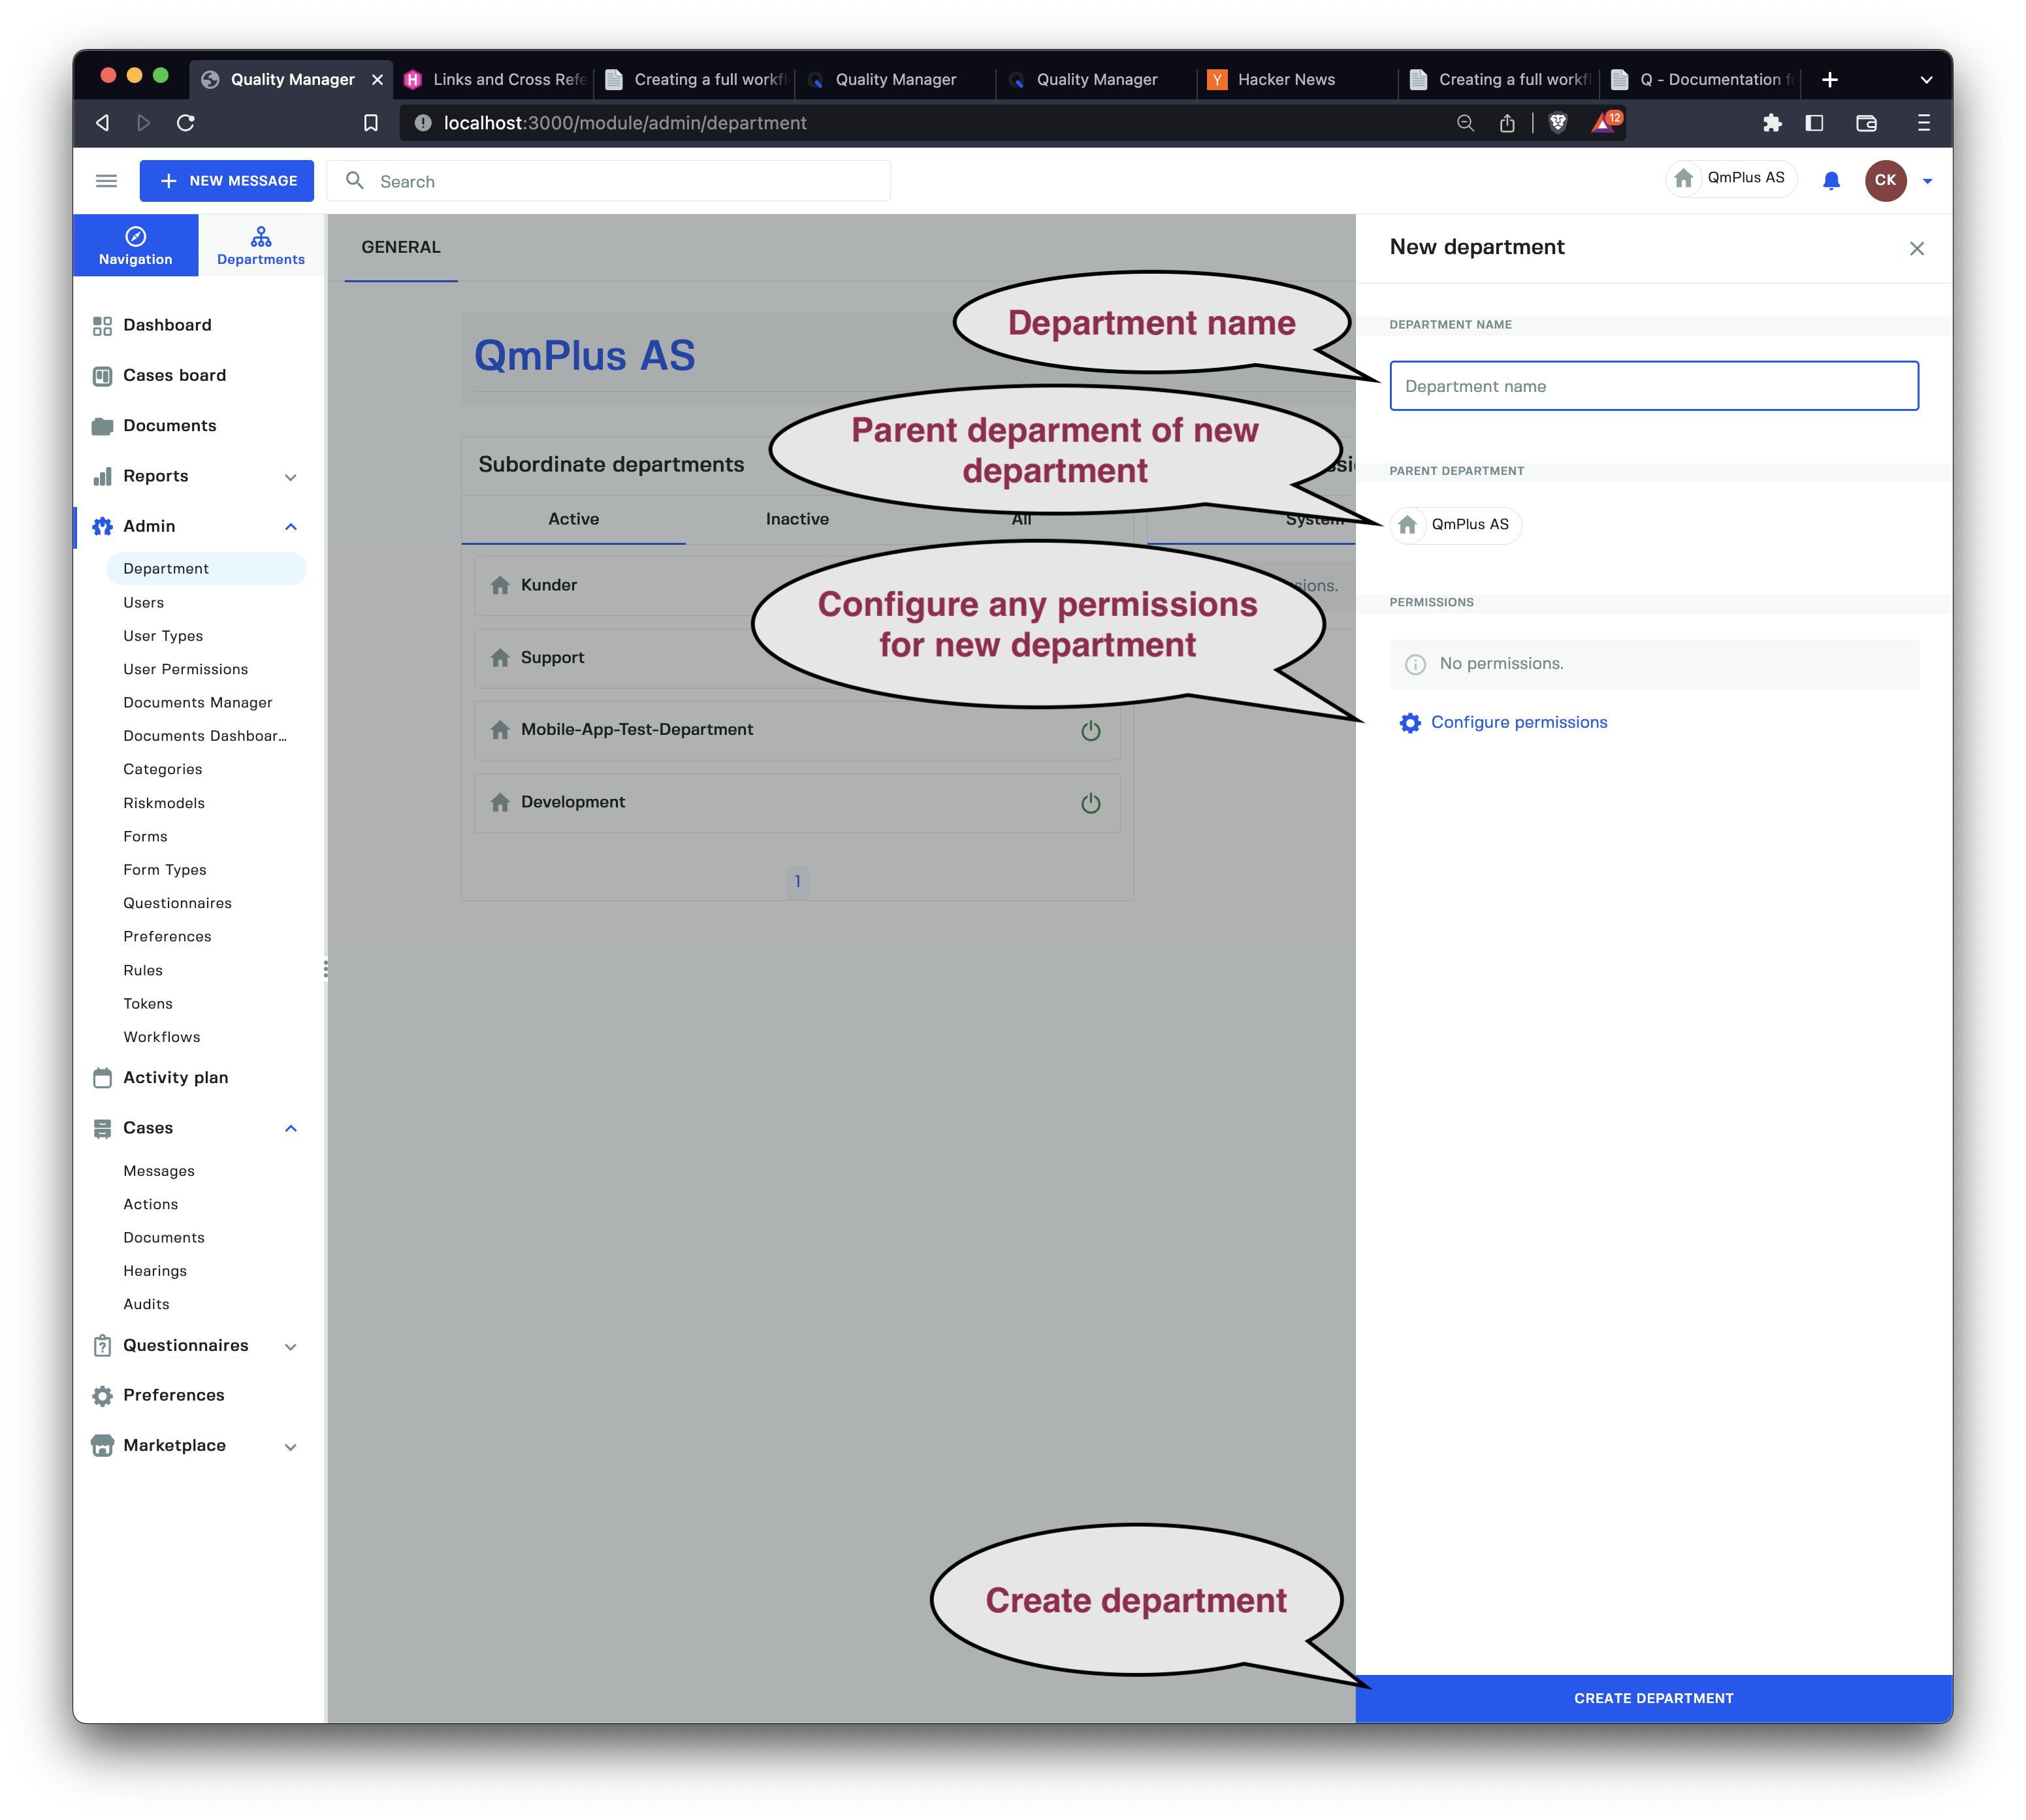 Quality Manager
Links and Cross Refe
Creating a full workf
Quality Manager
Quality Manager
Hacker News
Creating a full workf
Q - Documentation f
localhost:3000/module/admin/department
12
NEW MESSAGE
Search
QmPlus AS
CK
Navigation
Departments
Dashboard
Cases board
Documents
Reports
Admin
Department
Users
User Types
User Permissions
Documents Manager
Documents Dashboar...
Categories
Riskmodels
Forms
Form Types
Questionnaires
Preferences
Rules
Tokens
Workflows
Activity plan
Cases
Messages
Actions
Documents
Hearings
Audits
Questionnaires
Preferences
Marketplace
GENERAL
QmPlus AS
Subordinate departments
Active
Inactive
All
System
Kunder
Support
Mobile-App-Test-Department
Development
1
Department name
Parent deparment of new
department
Configure any permissions
for new department
Create department
New department
DEPARTMENT NAME
Department name
PARENT DEPARTMENT
QmPlus AS
PERMISSIONS
No permissions.
Configure permissions
CREATE DEPARTMENT